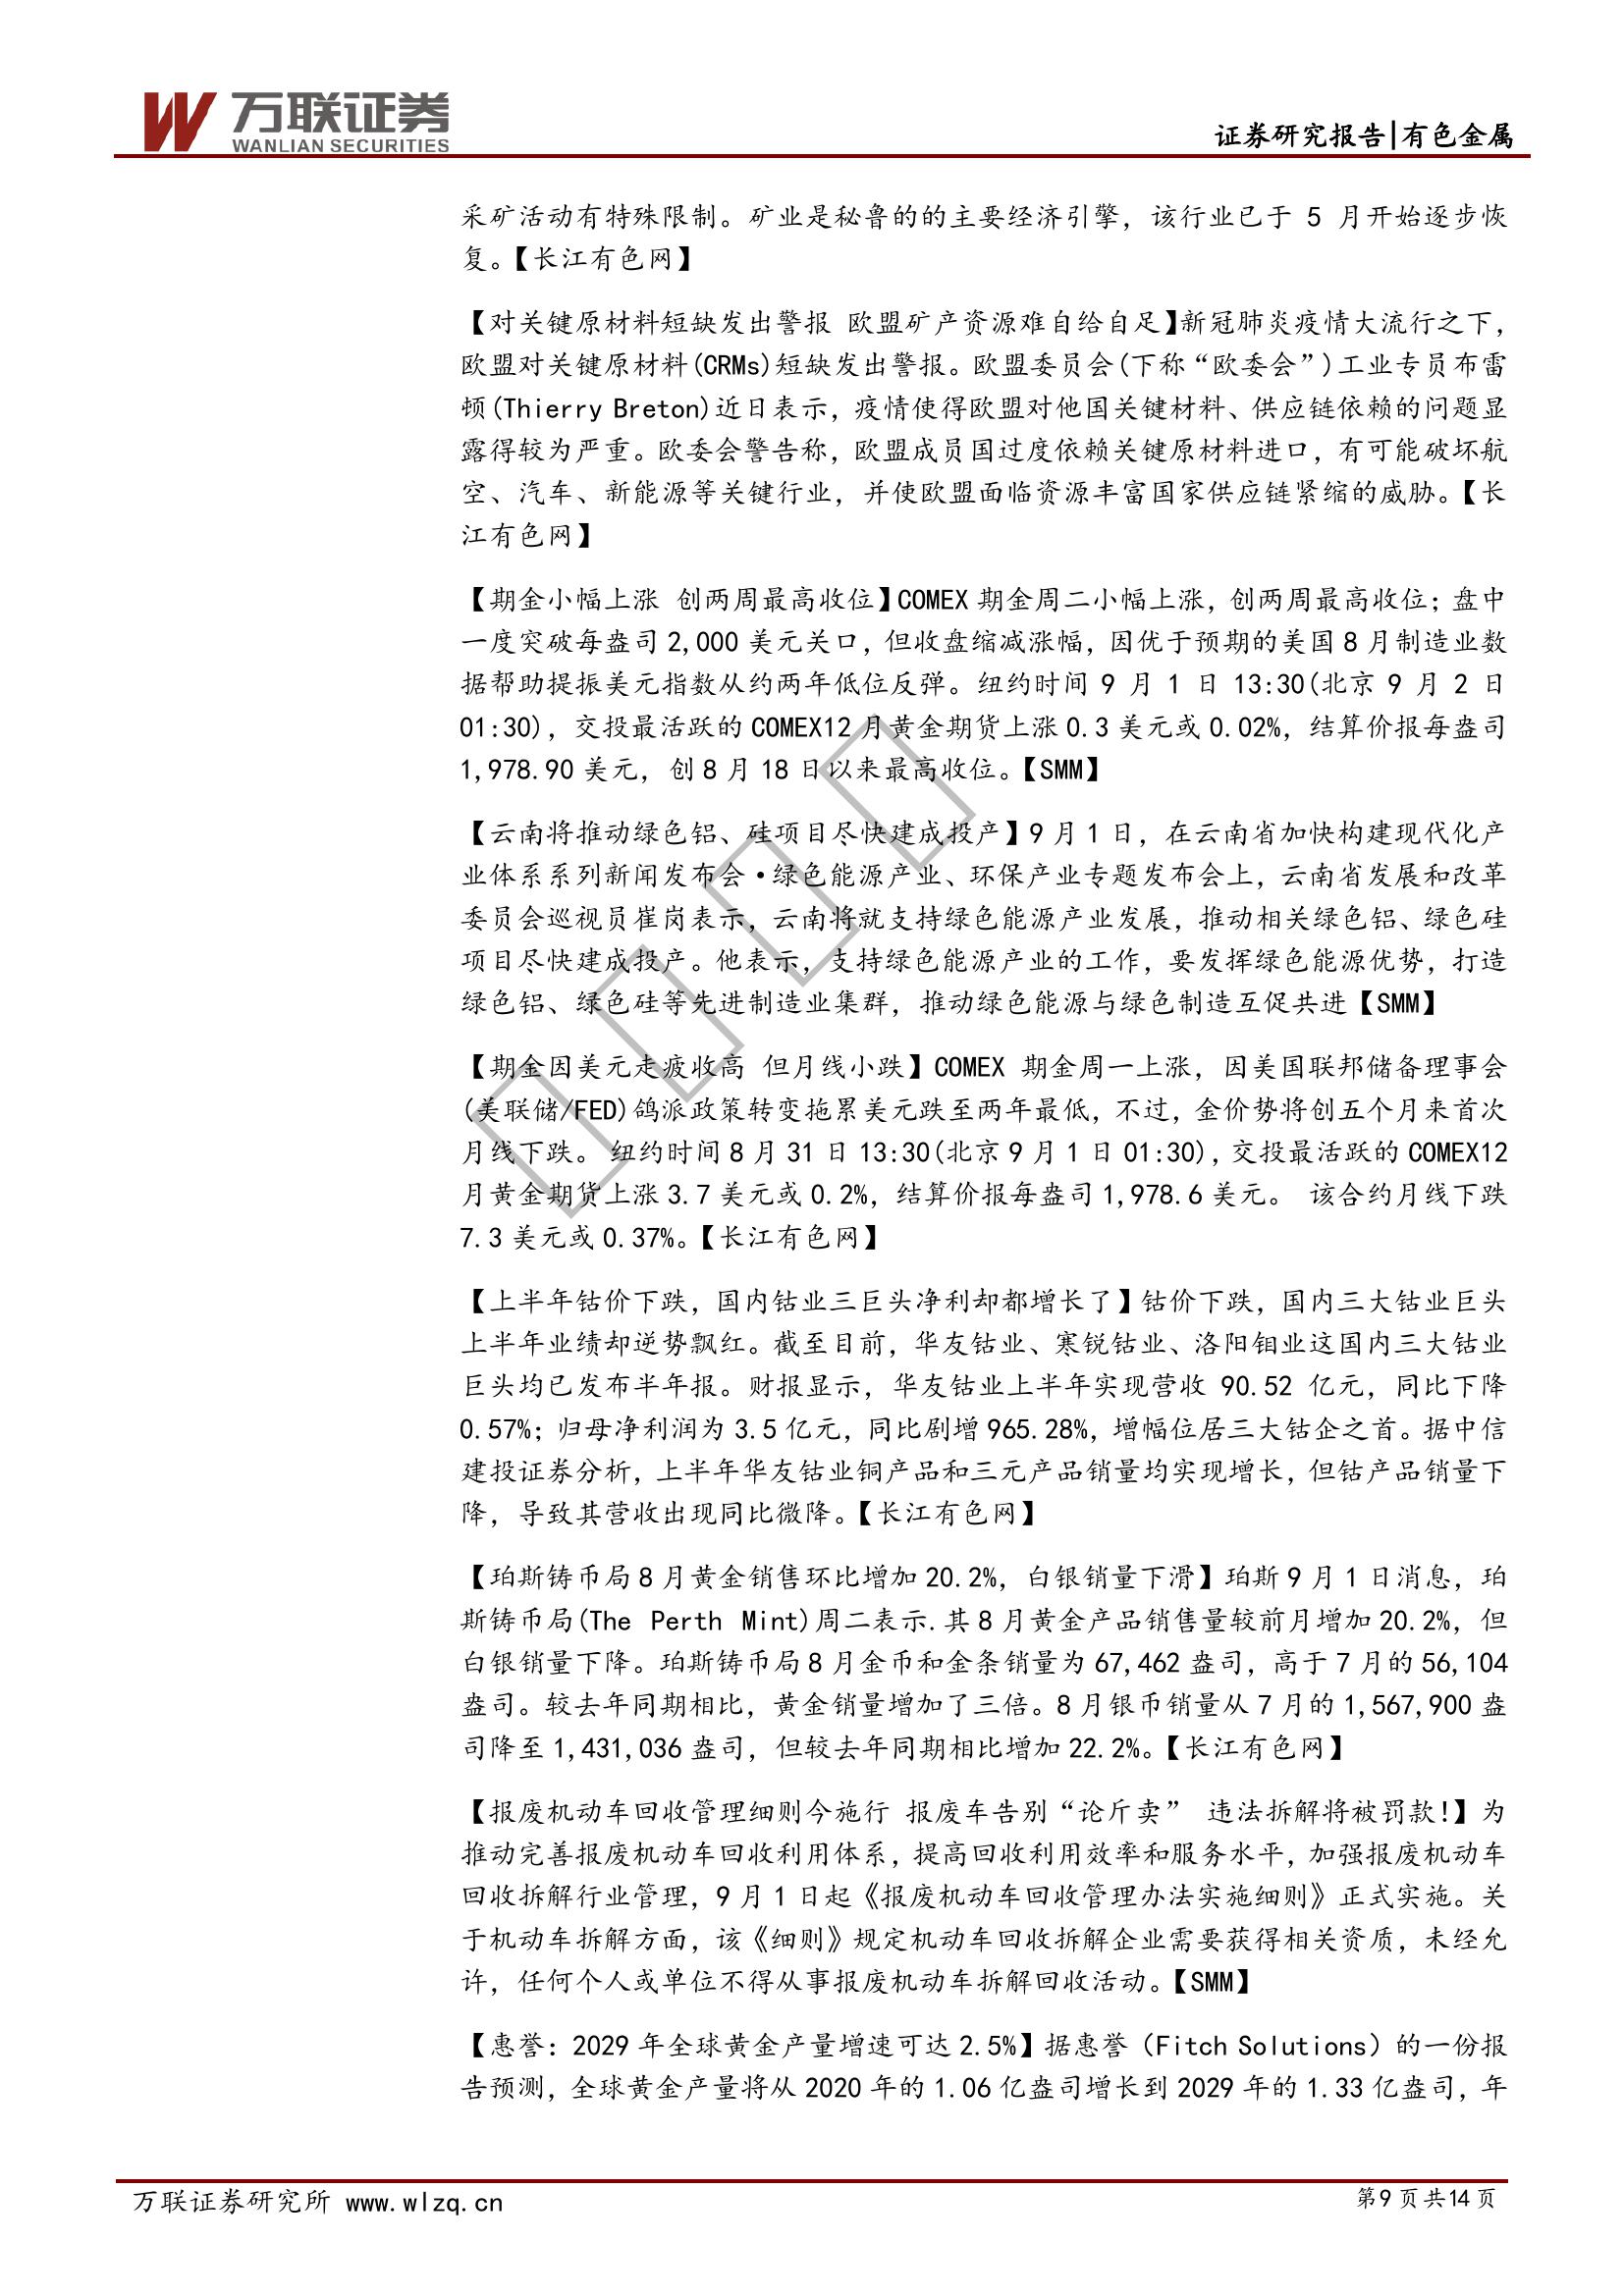 万联证券
WANLIAN SECURITIES
证券研究报告|有色金属
采矿活动有特殊限制。矿业是秘鲁的的主要经济引擎，该行业已于 5 月开始逐步恢
复。【长江有色网】
【对关键原材料短缺发出警报 欧盟矿产资源难自给自足】新冠肺炎疫情大流行之下，
欧盟对关键原材料(CRMs)短缺发出警报。欧盟委员会(下称“欧委会”)工业专员布雷
顿(Thierry Breton)近日表示，疫情使得欧盟对他国关键材料、供应链依赖的问题显
露得较为严重。欧委会警告称，欧盟成员国过度依赖关键原材料进口，有可能破坏航
空、汽车、新能源等关键行业，并使欧盟面临资源丰富国家供应链紧缩的威胁。【长
江有色网】
【期金小幅上涨 创两周最高收位】COMEX 期金周二小幅上涨，创两周最高收位；盘中
一度突破每盎司 2,000 美元关口，但收盘缩减涨幅，因优于预期的美国 8 月制造业数
据帮助提振美元指数从约两年低位反弹。纽约时间 9 月 1 日 13:30(北京 9 月 2 日
01:30)，交投最活跃的 COMEX12 月黄金期货上涨 0.3 美元或 0.02%，结算价报每盎司
1,978.90 美元，创 8 月 18 日以来最高收位。【SMM】
【云南将推动绿色铝、硅项目尽快建成投产】9 月 1 日，在云南省加快构建现代化产
业体系系列新闻发布会·绿色能源产业、环保产业专题发布会上，云南省发展和改革
委员会巡视员崔岗表示，云南将就支持绿色能源产业发展，推动相关绿色铝、绿色硅
项目尽快建成投产。他表示，支持绿色能源产业的工作，要发挥绿色能源优势，打造
绿色铝、绿色硅等先进制造业集群，推动绿色能源与绿色制造互促共进【SMM】
【期金因美元走疲收高 但月线小跌】COMEX 期金周一上涨，因美国联邦储备理事会
(美联储/FED)鸽派政策转变拖累美元跌至两年最低，不过，金价势将创五个月来首次
月线下跌。 纽约时间 8 月 31 日 13:30(北京 9 月 1 日 01:30)，交投最活跃的 COMEX12
月黄金期货上涨 3.7 美元或 0.2%，结算价报每盎司 1,978.6 美元。 该合约月线下跌
7.3 美元或 0.37%。【长江有色网】
【上半年钴价下跌，国内钴业三巨头净利却都增长了】钴价下跌，国内三大钴业巨头
上半年业绩却逆势飘红。截至目前，华友钴业、寒锐钴业、洛阳钼业这国内三大钴业
巨头均已发布半年报。财报显示，华友钴业上半年实现营收 90.52 亿元，同比下降
0.57%；归母净利润为 3.5 亿元，同比剧增 965.28%，增幅位居三大钴企之首。据中信
建投证券分析，上半年华友钴业铜产品和三元产品销量均实现增长，但钴产品销量下
降，导致其营收出现同比微降。【长江有色网】
【珀斯铸币局 8 月黄金销售环比增加 20.2%，白银销量下滑】珀斯 9 月 1 日消息，珀
斯铸币局(The Perth Mint)周二表示.其 8 月黄金产品销售量较前月增加 20.2%，但
白银销量下降。珀斯铸币局 8 月金币和金条销量为 67,462 盎司，高于 7 月的 56,104
盎司。较去年同期相比，黄金销量增加了三倍。8 月银币销量从 7 月的 1,567,900 盎
司降至 1,431,036 盎司，但较去年同期相比增加 22.2%。【长江有色网】
【报废机动车回收管理细则今施行 报废车告别“论斤卖” 违法拆解将被罚款!】为
推动完善报废机动车回收利用体系，提高回收利用效率和服务水平，加强报废机动车
回收拆解行业管理，9 月 1 日起《报废机动车回收管理办法实施细则》正式实施。关
于机动车拆解方面，该《细则》规定机动车回收拆解企业需要获得相关资质，未经允
许，任何个人或单位不得从事报废机动车拆解回收活动。【SMM】
【惠誉：2029 年全球黄金产量增速可达 2.5%】据惠誉（Fitch Solutions）的一份报
告预测，全球黄金产量将从 2020 年的 1.06 亿盎司增长到 2029 年的 1.33 亿盎司，年
万联证券研究所 www.wlzq.cn
第9页共14页